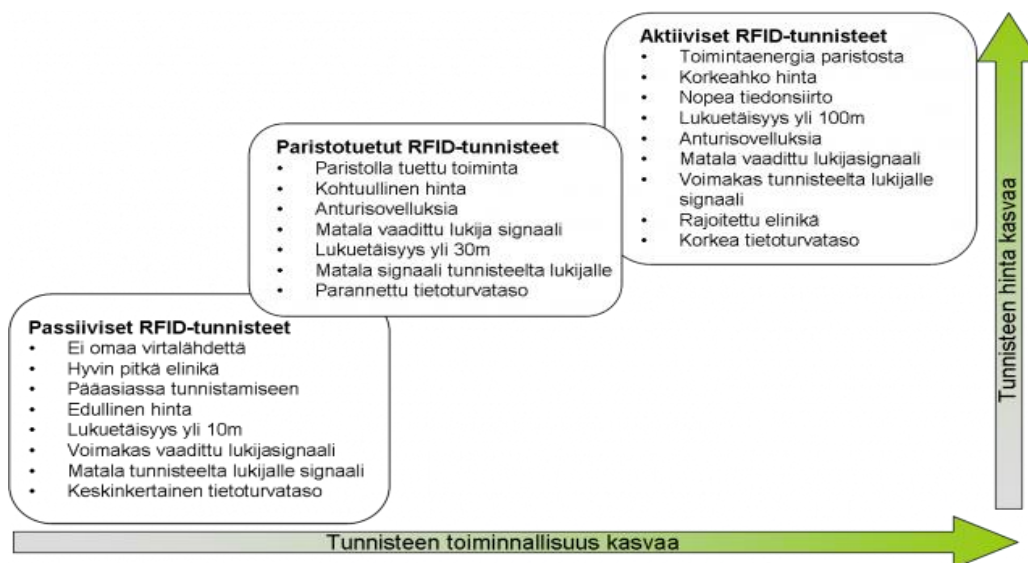 Aktiiviset RFID-tunnisteet
• Toimintaenergia paristosta
• Korkeahko hinta
• Nopea tiedonsiirto
• Lukuetäisyys yli 100m
• Anturisovelluksia
• Matala vaadittu lukijasignaali
• Voimakas tunnisteelta lukijalle
signaali
• Rajoitettu elinikä
• Korkea tietoturvataso
Paristotuetut RFID-tunnisteet
• Paristolla tuettu toiminta
• Kohtuullinen hinta
• Anturisovelluksia
• Matala vaadittu lukija signaali
• Lukuetäisyys yli 30m
• Matala signaali tunnisteelta lukijalle
• Parannettu tietoturvataso
Passiiviset RFID-tunnisteet
• Ei omaa virtalähdettä
• Hyvin pitkä elinikä
• Pääasiassa tunnistamiseen
• Edullinen hinta
• Lukuetäisyys yli 10m
• Voimakas vaadittu lukijasignaali
• Matala tunnisteelta lukijalle signaali
• Keskinkertainen tietoturvataso
Tunnisteen hinta kasvaa
Tunnisteen toiminnallisuus kasvaa